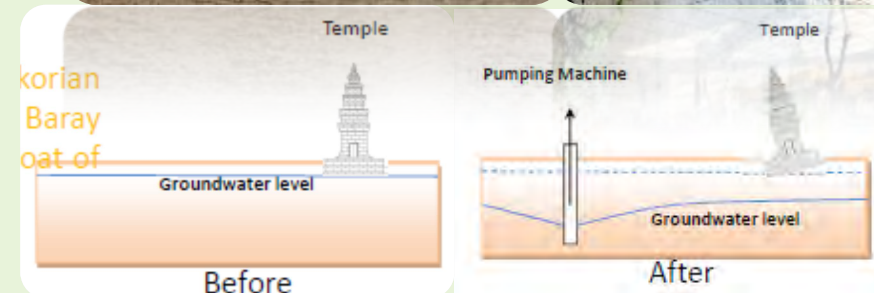 korian
Baray
oat of
Temple
Groundwater level
Before
Temple
Pumping Machine
Groundwater level
After